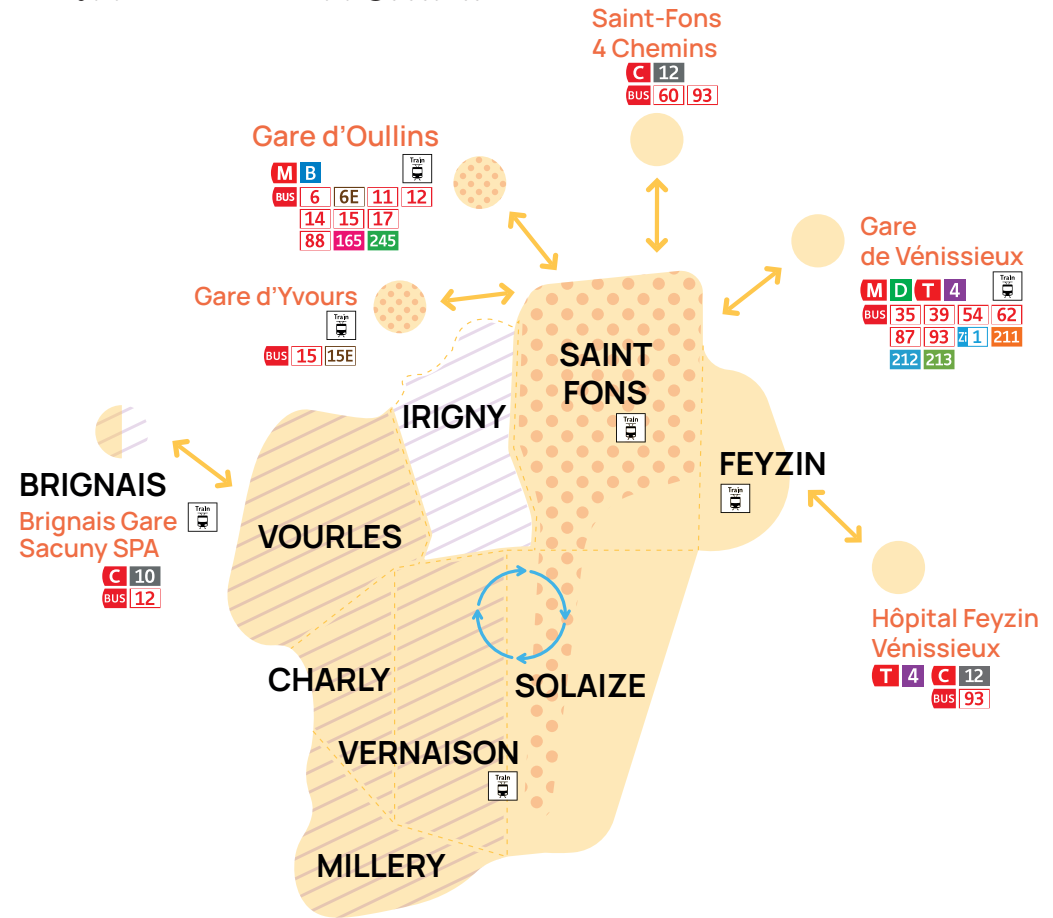 Saint-Fons
4 Chemins
C 12
BUS 60 93
Gare d'Oullins
Train
M B
BUS 6 6E 11 12
14 15 17
88 165 245
Gare
de Vénissieux
Train
M D T 4
BUS 35 39 54 62
87 93 Zi 1 211
212 213
Gare d'Yvours
Train
BUS 15 15E
SAINT
FONS
Train
IRIGNY
FEYZIN
Train
BRIGNAIS
Brignais Gare
Sacuny SPA
Train
C 10
BUS 12
VOURLES
Hôpital Feyzin
Vénissieux
T 4 C 12
BUS 93
CHARLY
SOLAIZE
VERNAISON
Train
MILLERY